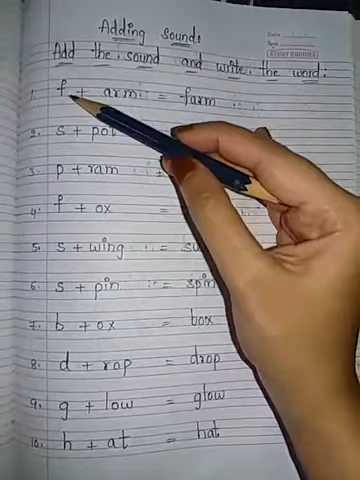 Adding Sounds
Add the sound and write the word:
1. f + arm = farm
2. s + pot
3. p + ram
4. f + ox =
5. s + wing =
6. s + pin = spin
7. b + ox = box
8. d + rop = drop
9. g + low = glow
10. h + at = hat